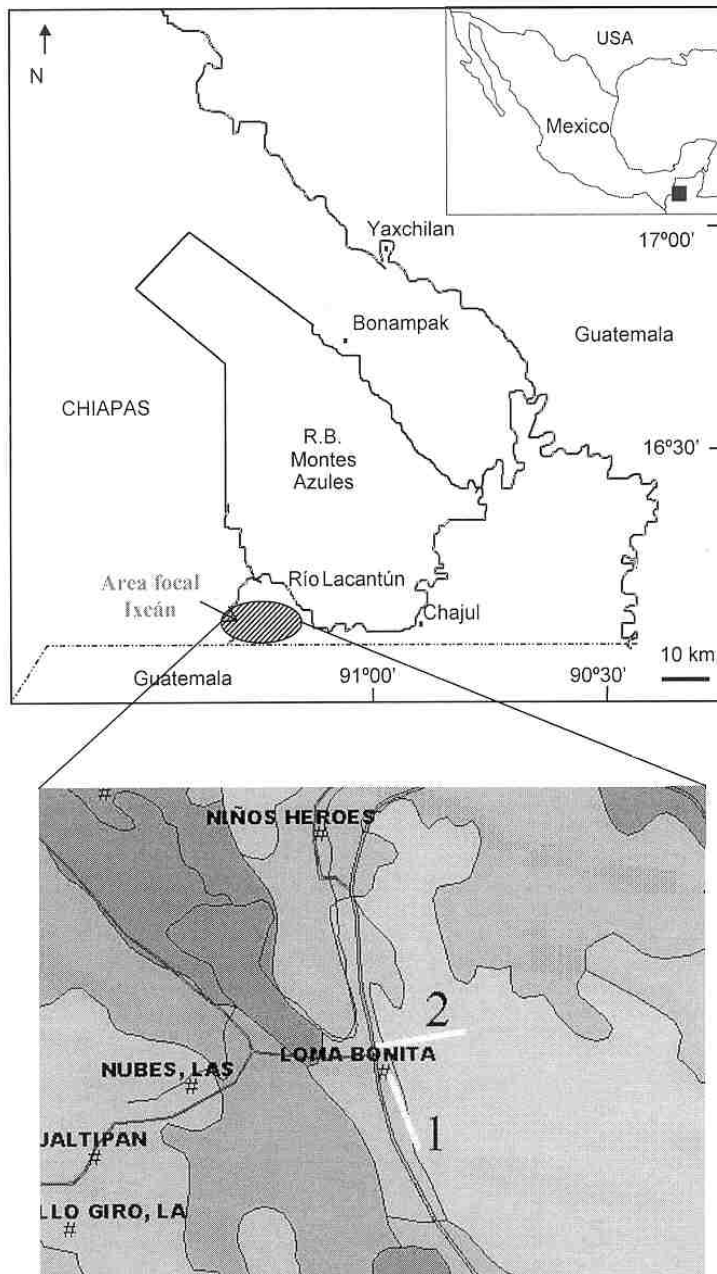 N
USA
Mexico
17º00'
Yaxchilan
Bonampak
Guatemala
CHIAPAS
16º30'
R.B.
Montes
Azules
Area focal
Ixcán
Río Lacantún
Chajul
Guatemala
91º00'
90º30'
10 km
NIÑOS HEROES
#
#
2
LOMA BONITA
#
NUBES, LAS
#
1
JALTIPAN
#
LLO GIRO, LA
#